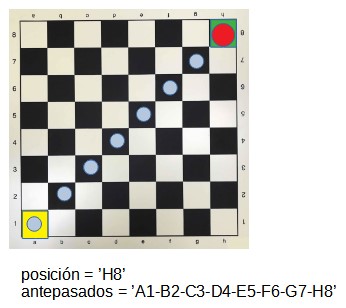 a b c d e f g h
8 8
7 7
6 6
5 5
4 4
3 3
2 2
1 1
a b c d e f g h
posición = ’H8’
antepasados = ’A1-B2-C3-D4-E5-F6-G7-H8’